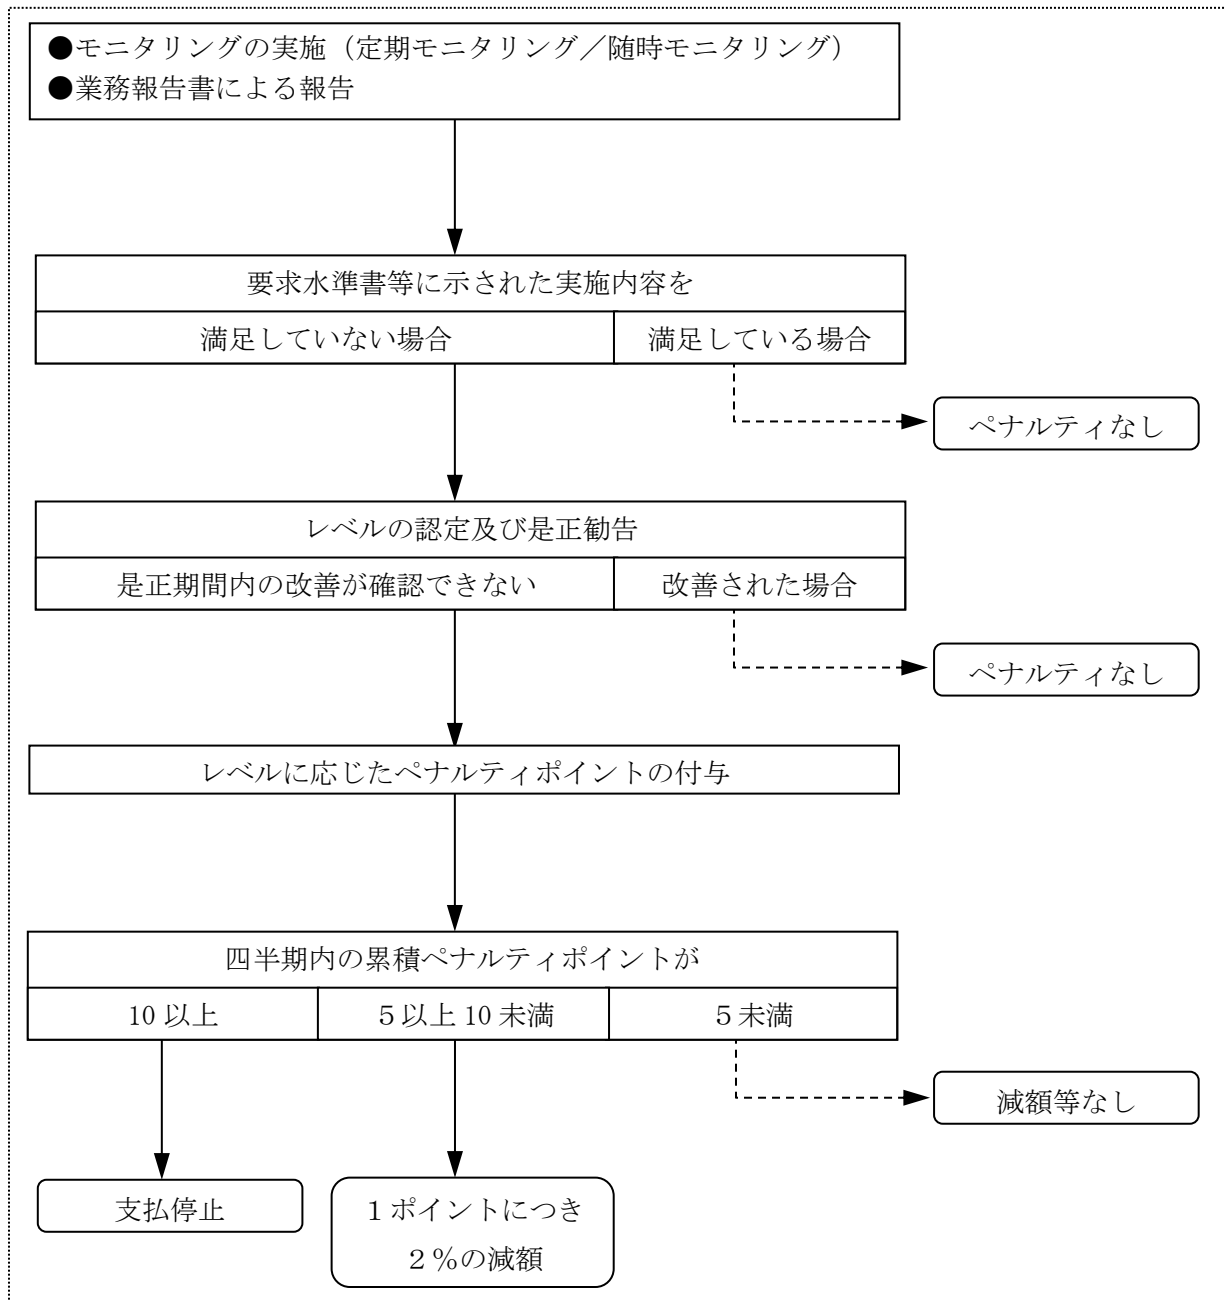 ●モニタリングの実施（定期モニタリング／随時モニタリング）
●業務報告書による報告
要求水準書等に示された実施内容を
満足していない場合
満足している場合
ペナルティなし
レベルの認定及び是正勧告
是正期間内の改善が確認できない
改善された場合
ペナルティなし
レベルに応じたペナルティポイントの付与
四半期内の累積ペナルティポイントが
10 以上
５以上 10 未満
５未満
減額等なし
支払停止
１ポイントにつき
２％の減額